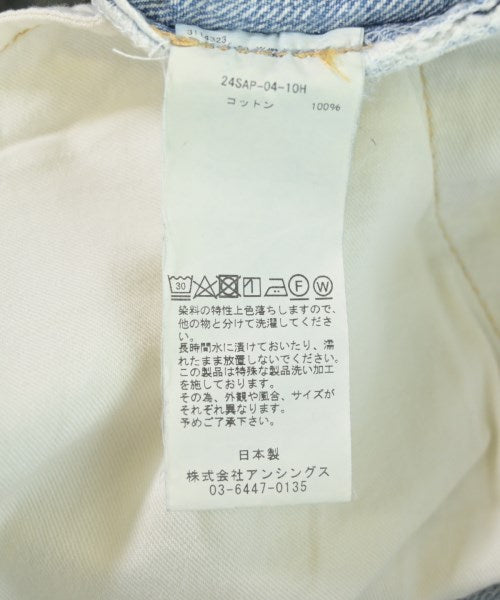 24SAP-04-10H
コットン 100%
30 F W
染料の特性上色落ちしますので、
他の物と分けて洗濯してくださ
い。
長時間水に漬けておいたり、濡
れたまま放置しないでください。
この製品は特殊な製品洗い加工
を施しております。
その為、外観や風合、サイズが
それぞれ異なります。
予めご了承下さい。
日本製
株式会社アンシングス
03-6447-0135